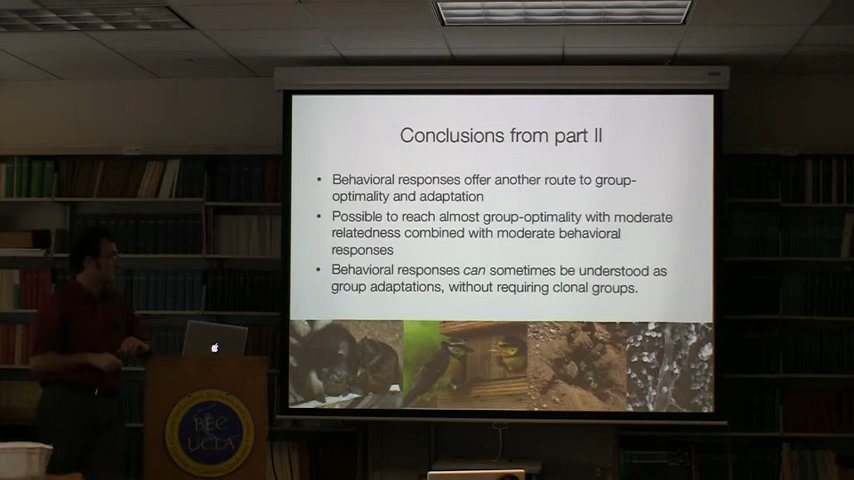 Conclusions from part II
• Behavioral responses offer another route to group-
optimality and adaptation
• Possible to reach almost group-optimality with moderate
relatedness combined with moderate behavioral
responses
• Behavioral responses can sometimes be understood as
group adaptations, without requiring clonal groups.
BEC
UCLA